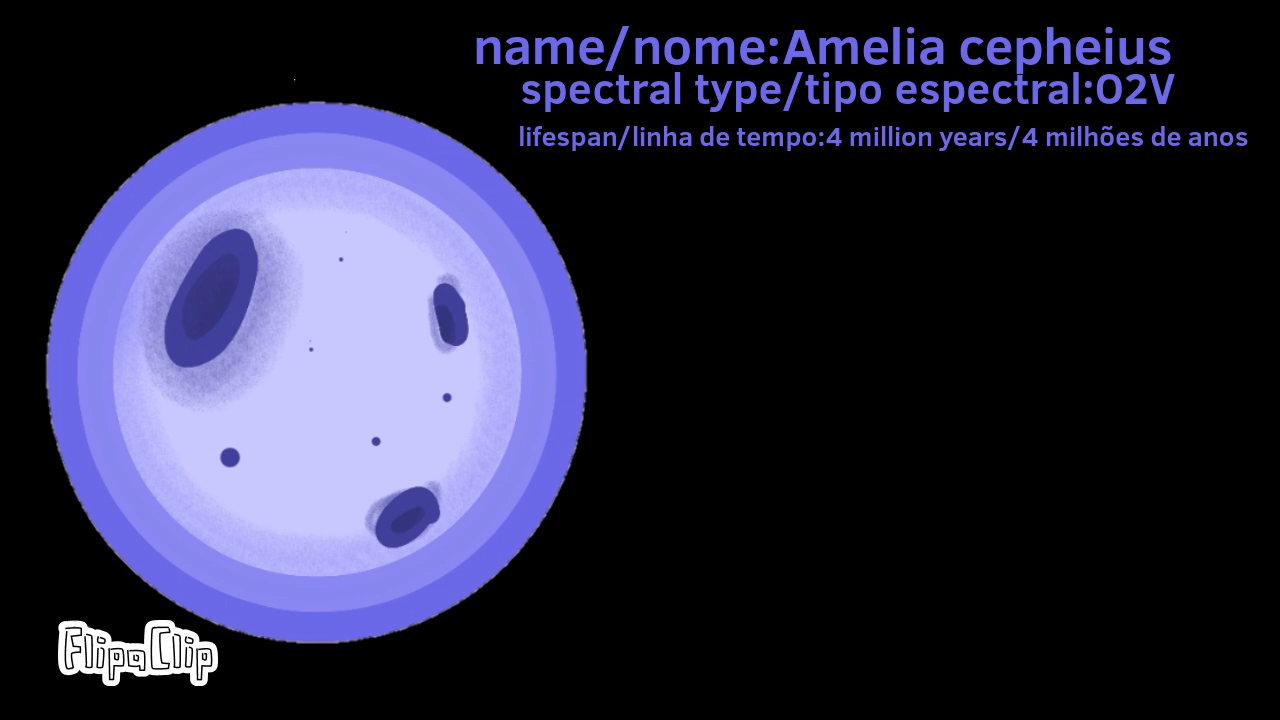 name/nome:Amelia cepheius
spectral type/tipo espectral:O2V
lifespan/linha de tempo:4 million years/4 milhões de anos
FlipaClip